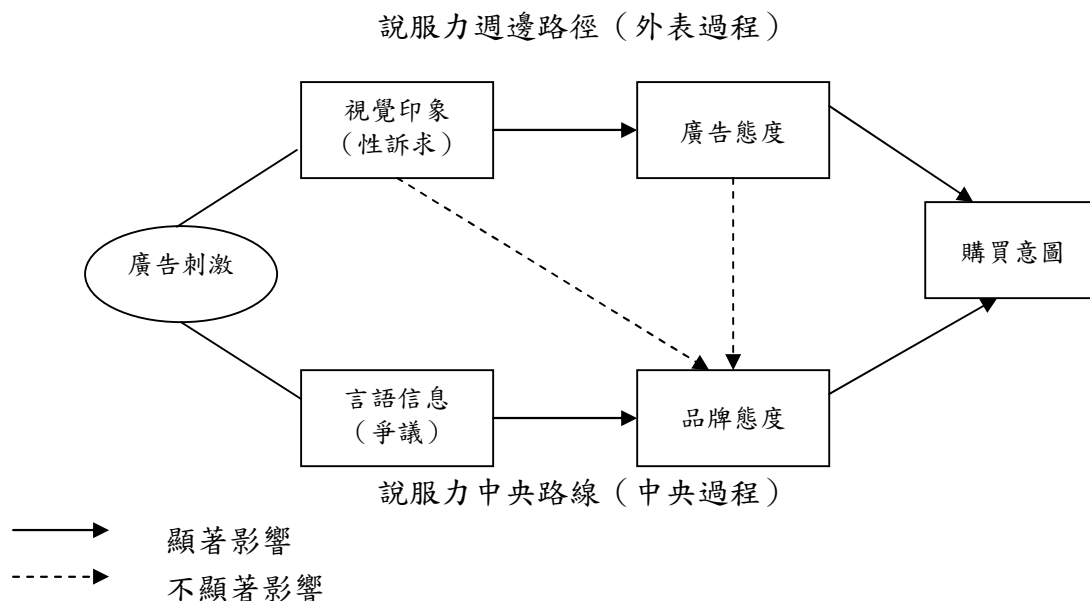 說服力週邊路徑（外表過程）
視覺印象
（性訴求）
廣告態度
廣告刺激
購買意圖
言語信息
（爭議）
品牌態度
說服力中央路線（中央過程）
顯著影響
不顯著影響